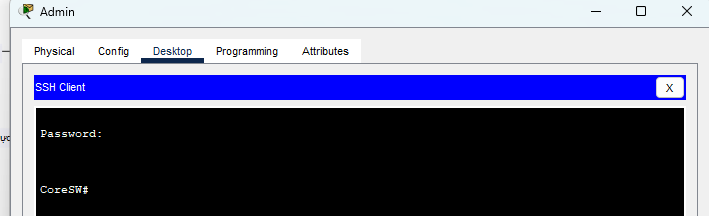 Admin
Physical Config Desktop Programming Attributes
SSH Client X
Password:
CoreSW#